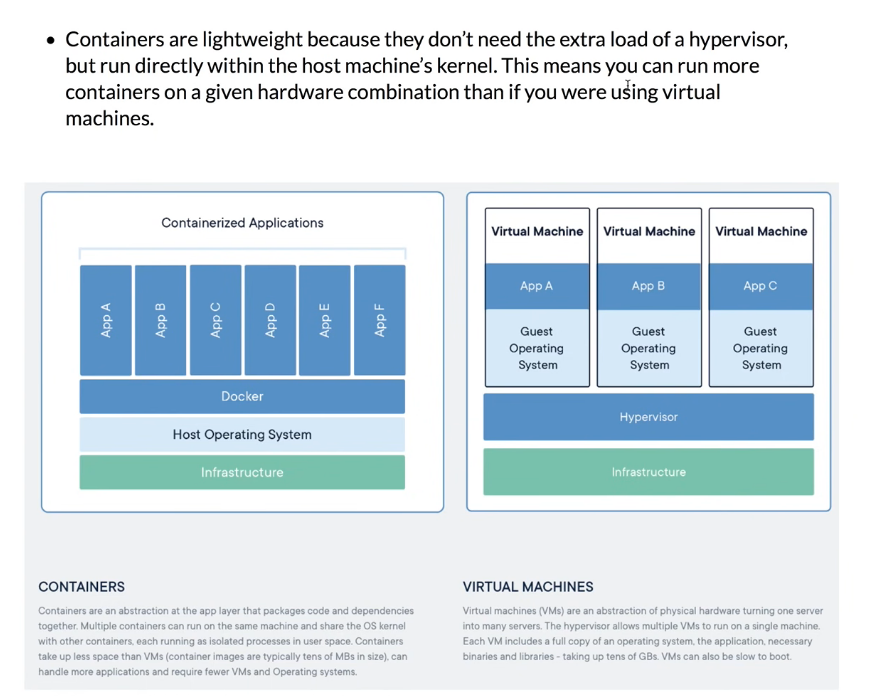 • Containers are lightweight because they don't need the extra load of a hypervisor,
but run directly within the host machine's kernel. This means you can run more
containers on a given hardware combination than if you were using virtual
machines.
Containerized Applications
App A
App B
App C
App D
App E
App F
Docker
Host Operating System
Infrastructure
Virtual Machine
App A
Guest
Operating
System
Virtual Machine
App B
Guest
Operating
System
Virtual Machine
App C
Guest
Operating
System
Hypervisor
Infrastructure
CONTAINERS
Containers are an abstraction at the app layer that packages code and dependencies
together. Multiple containers can run on the same machine and share the OS kernel
with other containers, each running as isolated processes in user space. Containers
take up less space than VMs (container images are typically tens of MBs in size), can
handle more applications and require fewer VMs and Operating systems.
VIRTUAL MACHINES
Virtual machines (VMs) are an abstraction of physical hardware turning one server
into many servers. The hypervisor allows multiple VMs to run on a single machine.
Each VM includes a full copy of an operating system, the application, necessary
binaries and libraries - taking up tens of GBs. VMs can also be slow to boot.